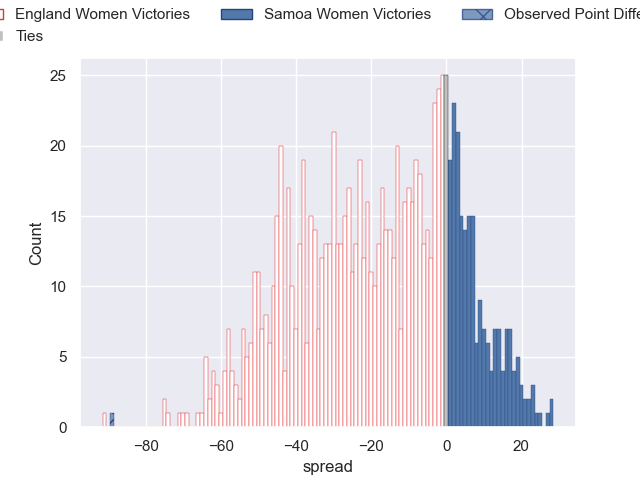 England Women Victories
Samoa Women Victories
Observed Point Diffe
Ties
25
20
15
10
5
0
Count
−80
−60
−40
−20
0
20
spread